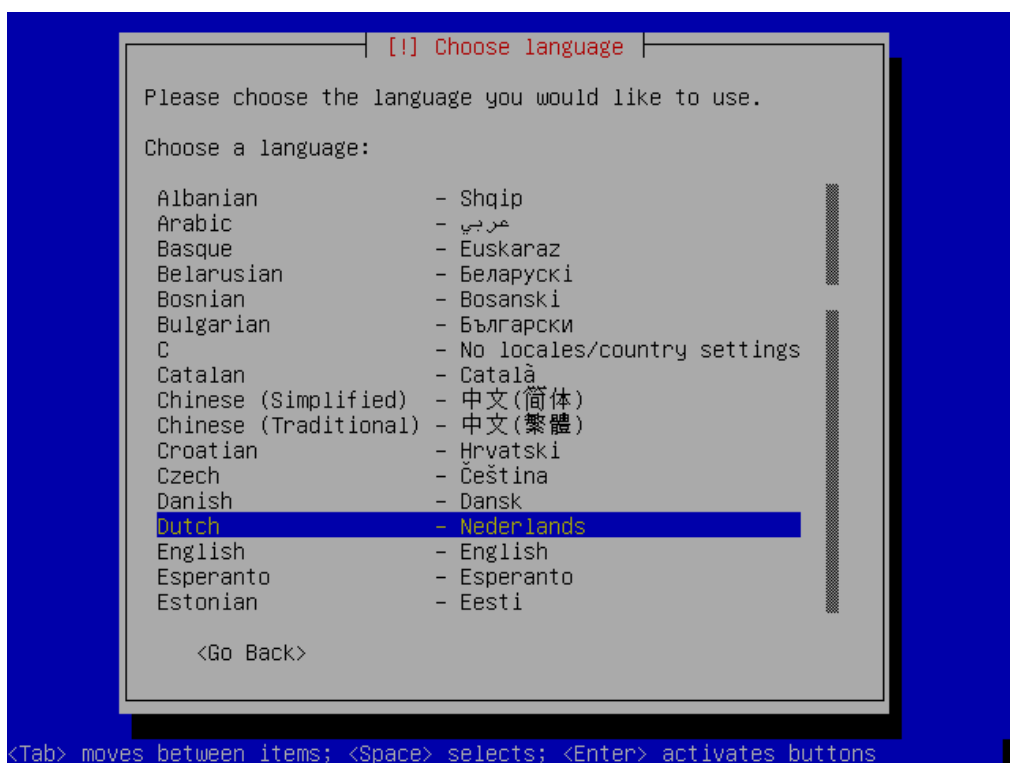 [!] Choose language
Please choose the language you would like to use.
Choose a language:
Albanian - Shqip
Arabic - عربي
Basque - Euskaraz
Belarusian - Беларускі
Bosnian - Bosanski
Bulgarian - Български
C - No locales/country settings
Catalan - Català
Chinese (Simplified) - 中文(简体)
Chinese (Traditional) - 中文(繁體)
Croatian - Hrvatski
Czech - Čeština
Danish - Dansk
Dutch - Nederlands
English - English
Esperanto - Esperanto
Estonian - Eesti
<Go Back>
<Tab> moves between items; <Space> selects; <Enter> activates buttons